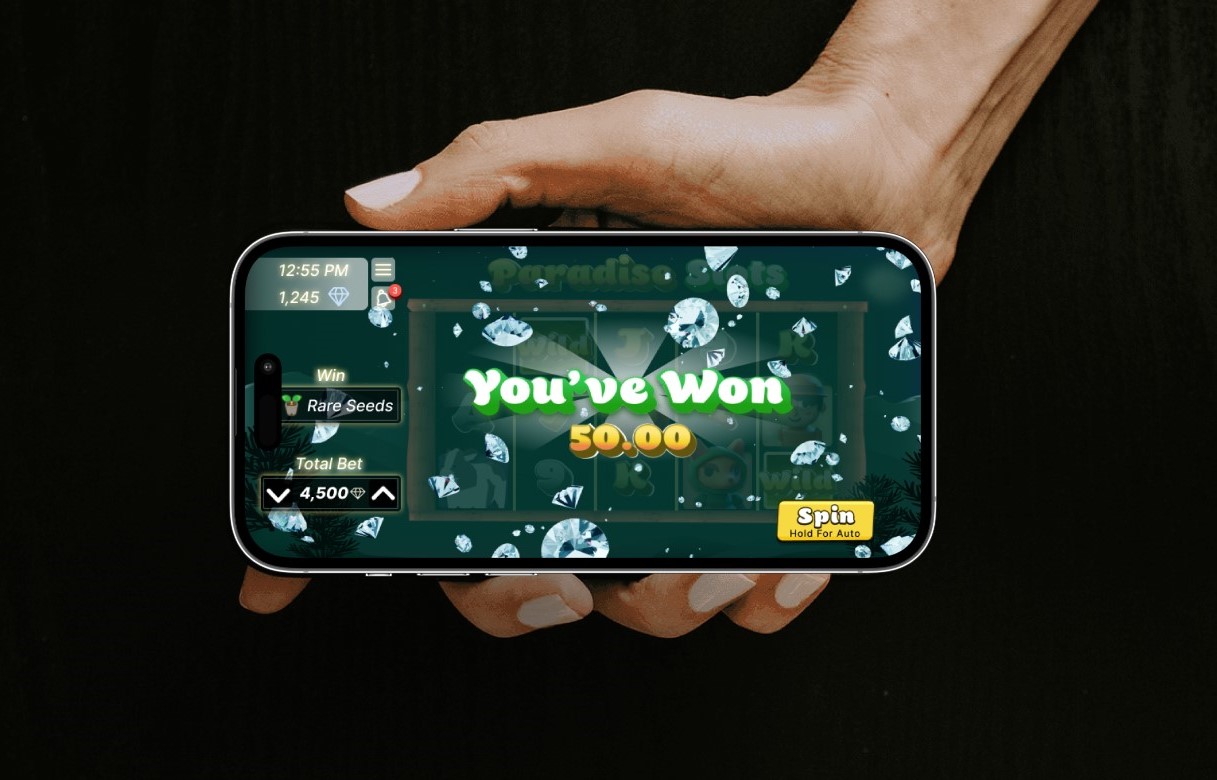 12:55 PM
1,245
3
Paradise Slots
Wild
J
K
You've Won
50.00
Win
Rare Seeds
Total Bet
4,500
9
K
Wild
Spin
Hold For Auto